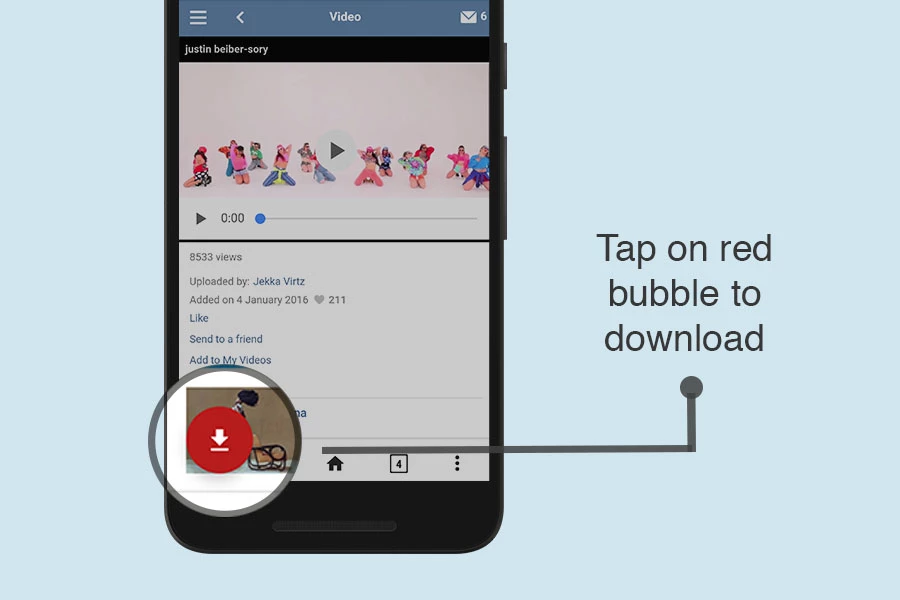 Video
6
justin beiber-sory
0:00
8533 views
Uploaded by: Jekka Virtz
Added on 4 January 2016 211
Like
Send to a friend
Add to My Videos
na
4
Tap on red
bubble to
download